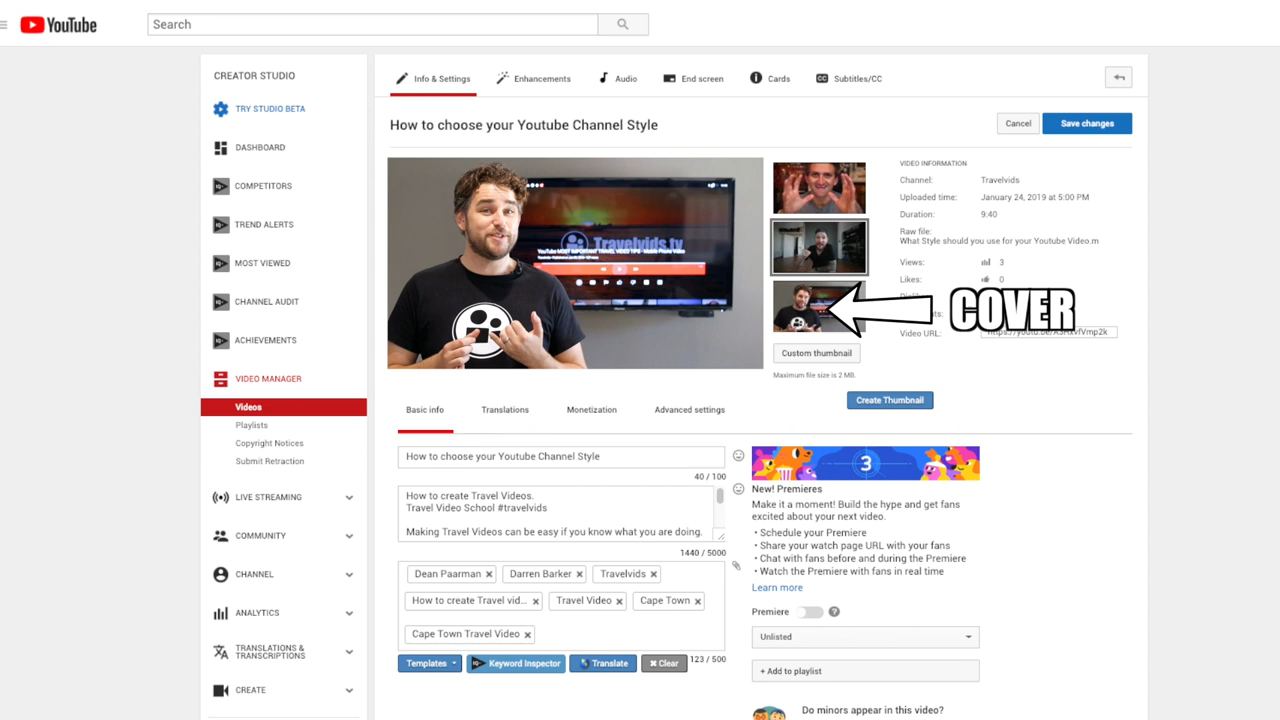 YouTube
Search
CREATOR STUDIO
TRY STUDIO BETA
DASHBOARD
COMPETITORS
TREND ALERTS
MOST VIEWED
CHANNEL AUDIT
ACHIEVEMENTS
VIDEO MANAGER
Videos
Playlists
Copyright Notices
Submit Retraction
LIVE STREAMING
COMMUNITY
CHANNEL
ANALYTICS
TRANSLATIONS &
TRANSCRIPTIONS
CREATE
Info & Settings
Enhancements
Audio
End screen
Cards
CC Subtitles/CC
How to choose your Youtube Channel Style
Cancel
Save changes
Travelvids.tv
VIDEO INFORMATION
Channel: Travelvids
Uploaded time: January 24, 2019 at 5:00 PM
Duration: 9:40
Raw file:
What Style should you use for your Youtube Video.m
Views: 3
Likes: 0
COVER
Video URL:
Custom thumbnail
Maximum file size is 2 MB.
Create Thumbnail
Basic info
Translations
Monetization
Advanced settings
How to choose your Youtube Channel Style
40 / 100
How to create Travel Videos.
Travel Video School #travelvids
Making Travel Videos can be easy if you know what you are doing.
1440 / 5000
Dean Paarman × Darren Barker × Travelvids ×
How to create Travel vid... × Travel Video × Cape Town ×
Cape Town Travel Video ×
Templates
Keyword Inspector
Translate
Clear
123 / 500
3
New! Premieres
Make it a moment! Build the hype and get fans
excited about your next video.
• Schedule your Premiere
• Share your watch page URL with your fans
• Chat with fans before and during the Premiere
• Watch the Premiere with fans in real time
Learn more
Premiere ?
Unlisted
+ Add to playlist
Do minors appear in this video?